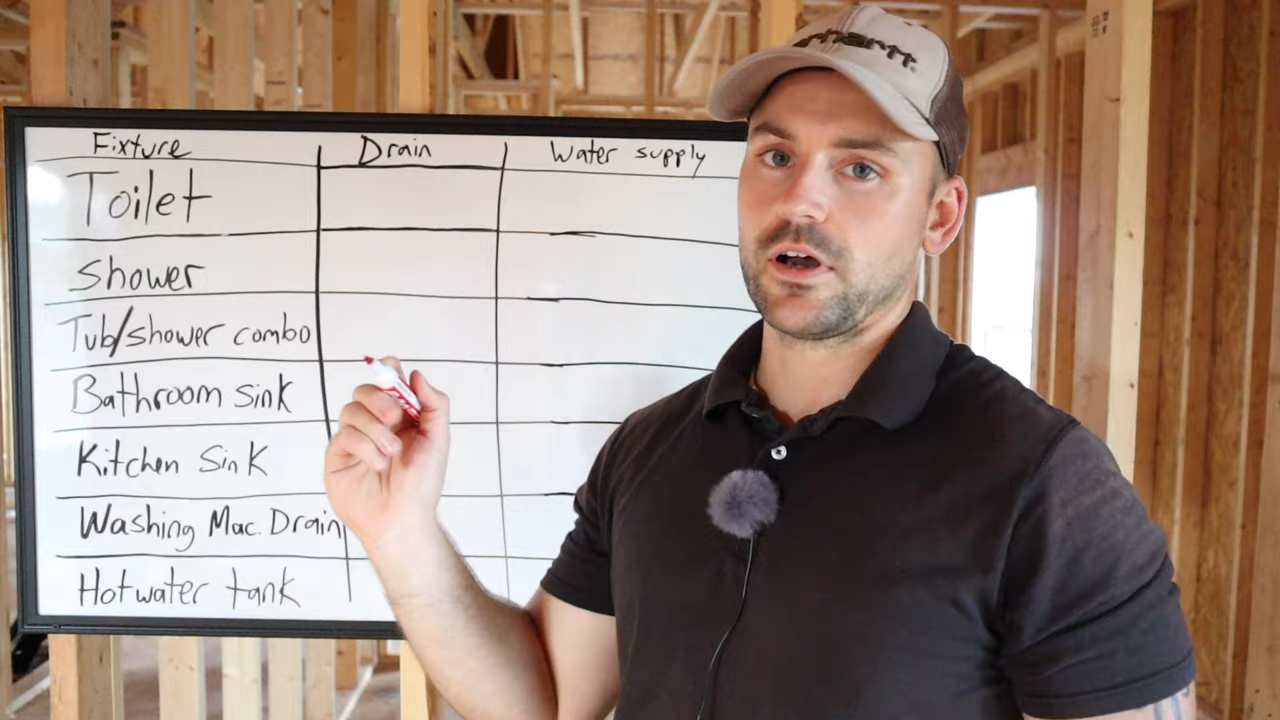 Fixture Drain Water supply
Toilet
Shower
Tub/shower combo
Bathroom sink
Kitchen Sink
Washing Mac. Drain
Hotwater tank